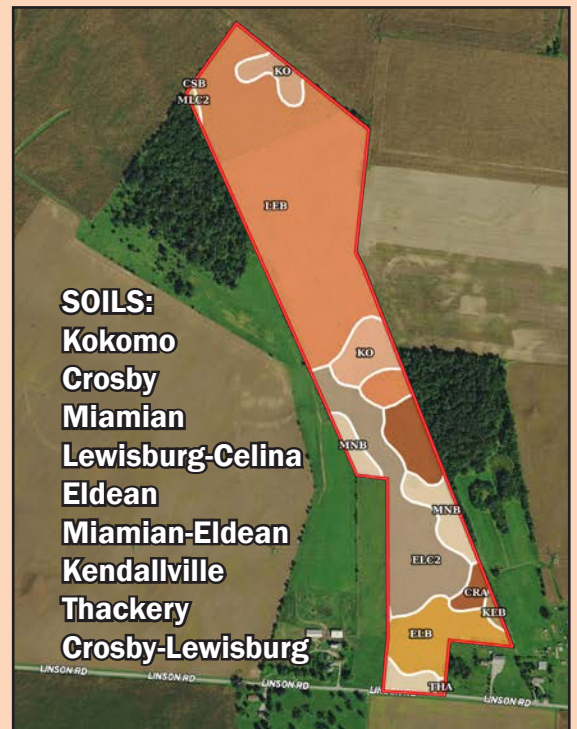 KO
CSB
MLC2
LEB
SOILS:
Kokomo
Crosby
Miamian
Lewisburg-Celina
Eldean
Miamian-Eldean
Kendallville
Thackery
Crosby-Lewisburg
KO
MNB
MNB
ELC2
CRA
KEB
ELB
THA
LINSON RD
LINSON RD
LINSON RD
LINSON RD